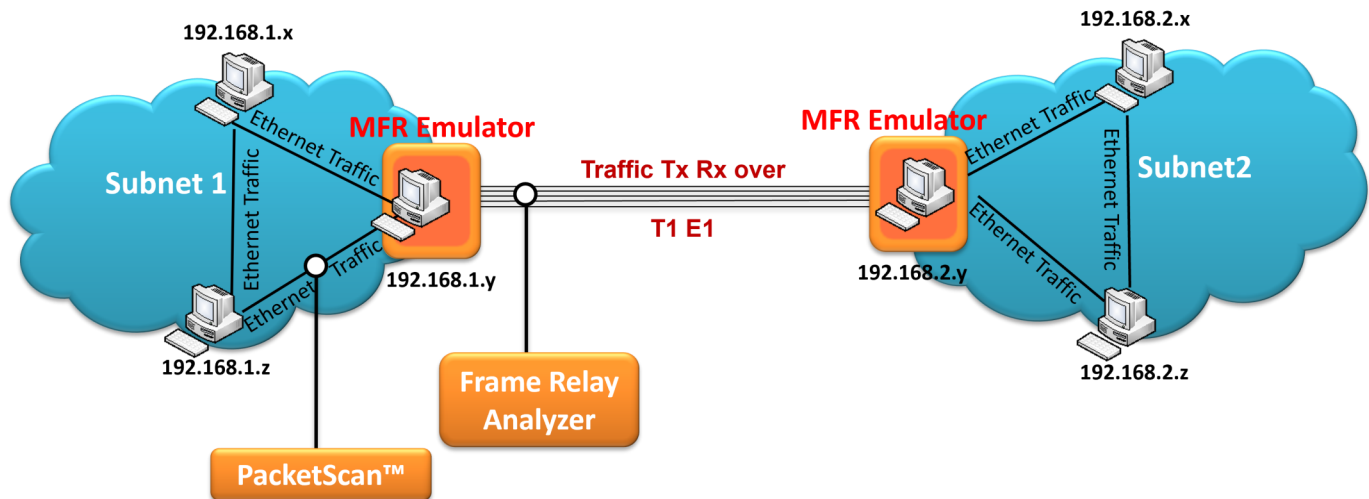 192.168.1.x
192.168.2.x
MFR Emulator
MFR Emulator
Ethernet Traffic
Ethernet Traffic
Subnet 1
Ethernet Traffic
Ethernet Traffic
192.168.1.y
192.168.1.z
Traffic Tx Rx over
T1 E1
Ethernet Traffic
Ethernet Traffic
Subnet2
Ethernet Traffic
192.168.2.y
192.168.2.z
Frame Relay
Analyzer
PacketScan™